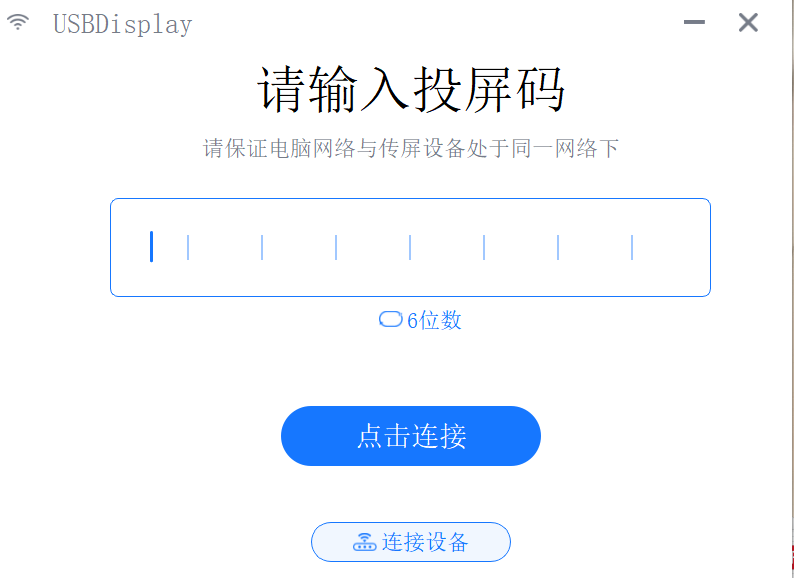 USBDisplay
请输入投屏码
请保证电脑网络与传屏设备处于同一网络下
6位数
点击连接
连接设备